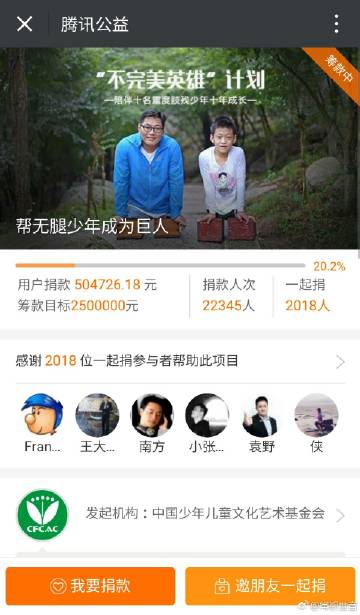 腾讯公益
筹款中
“不完美英雄”计划
—陪伴十名重度肢残少年十年成长—
帮无腿少年成为巨人
20.2%
用户捐款 504726.18 元
捐款人次
一起捐
筹款目标2500000元
22345人
2018人
感谢 2018 位一起捐参与者帮助此项目
Fran...
王大...
南方
小张...
袁野
侠
CFCAC
发起机构：中国少年儿童文化艺术基金会
我要捐款
邀朋友一起捐